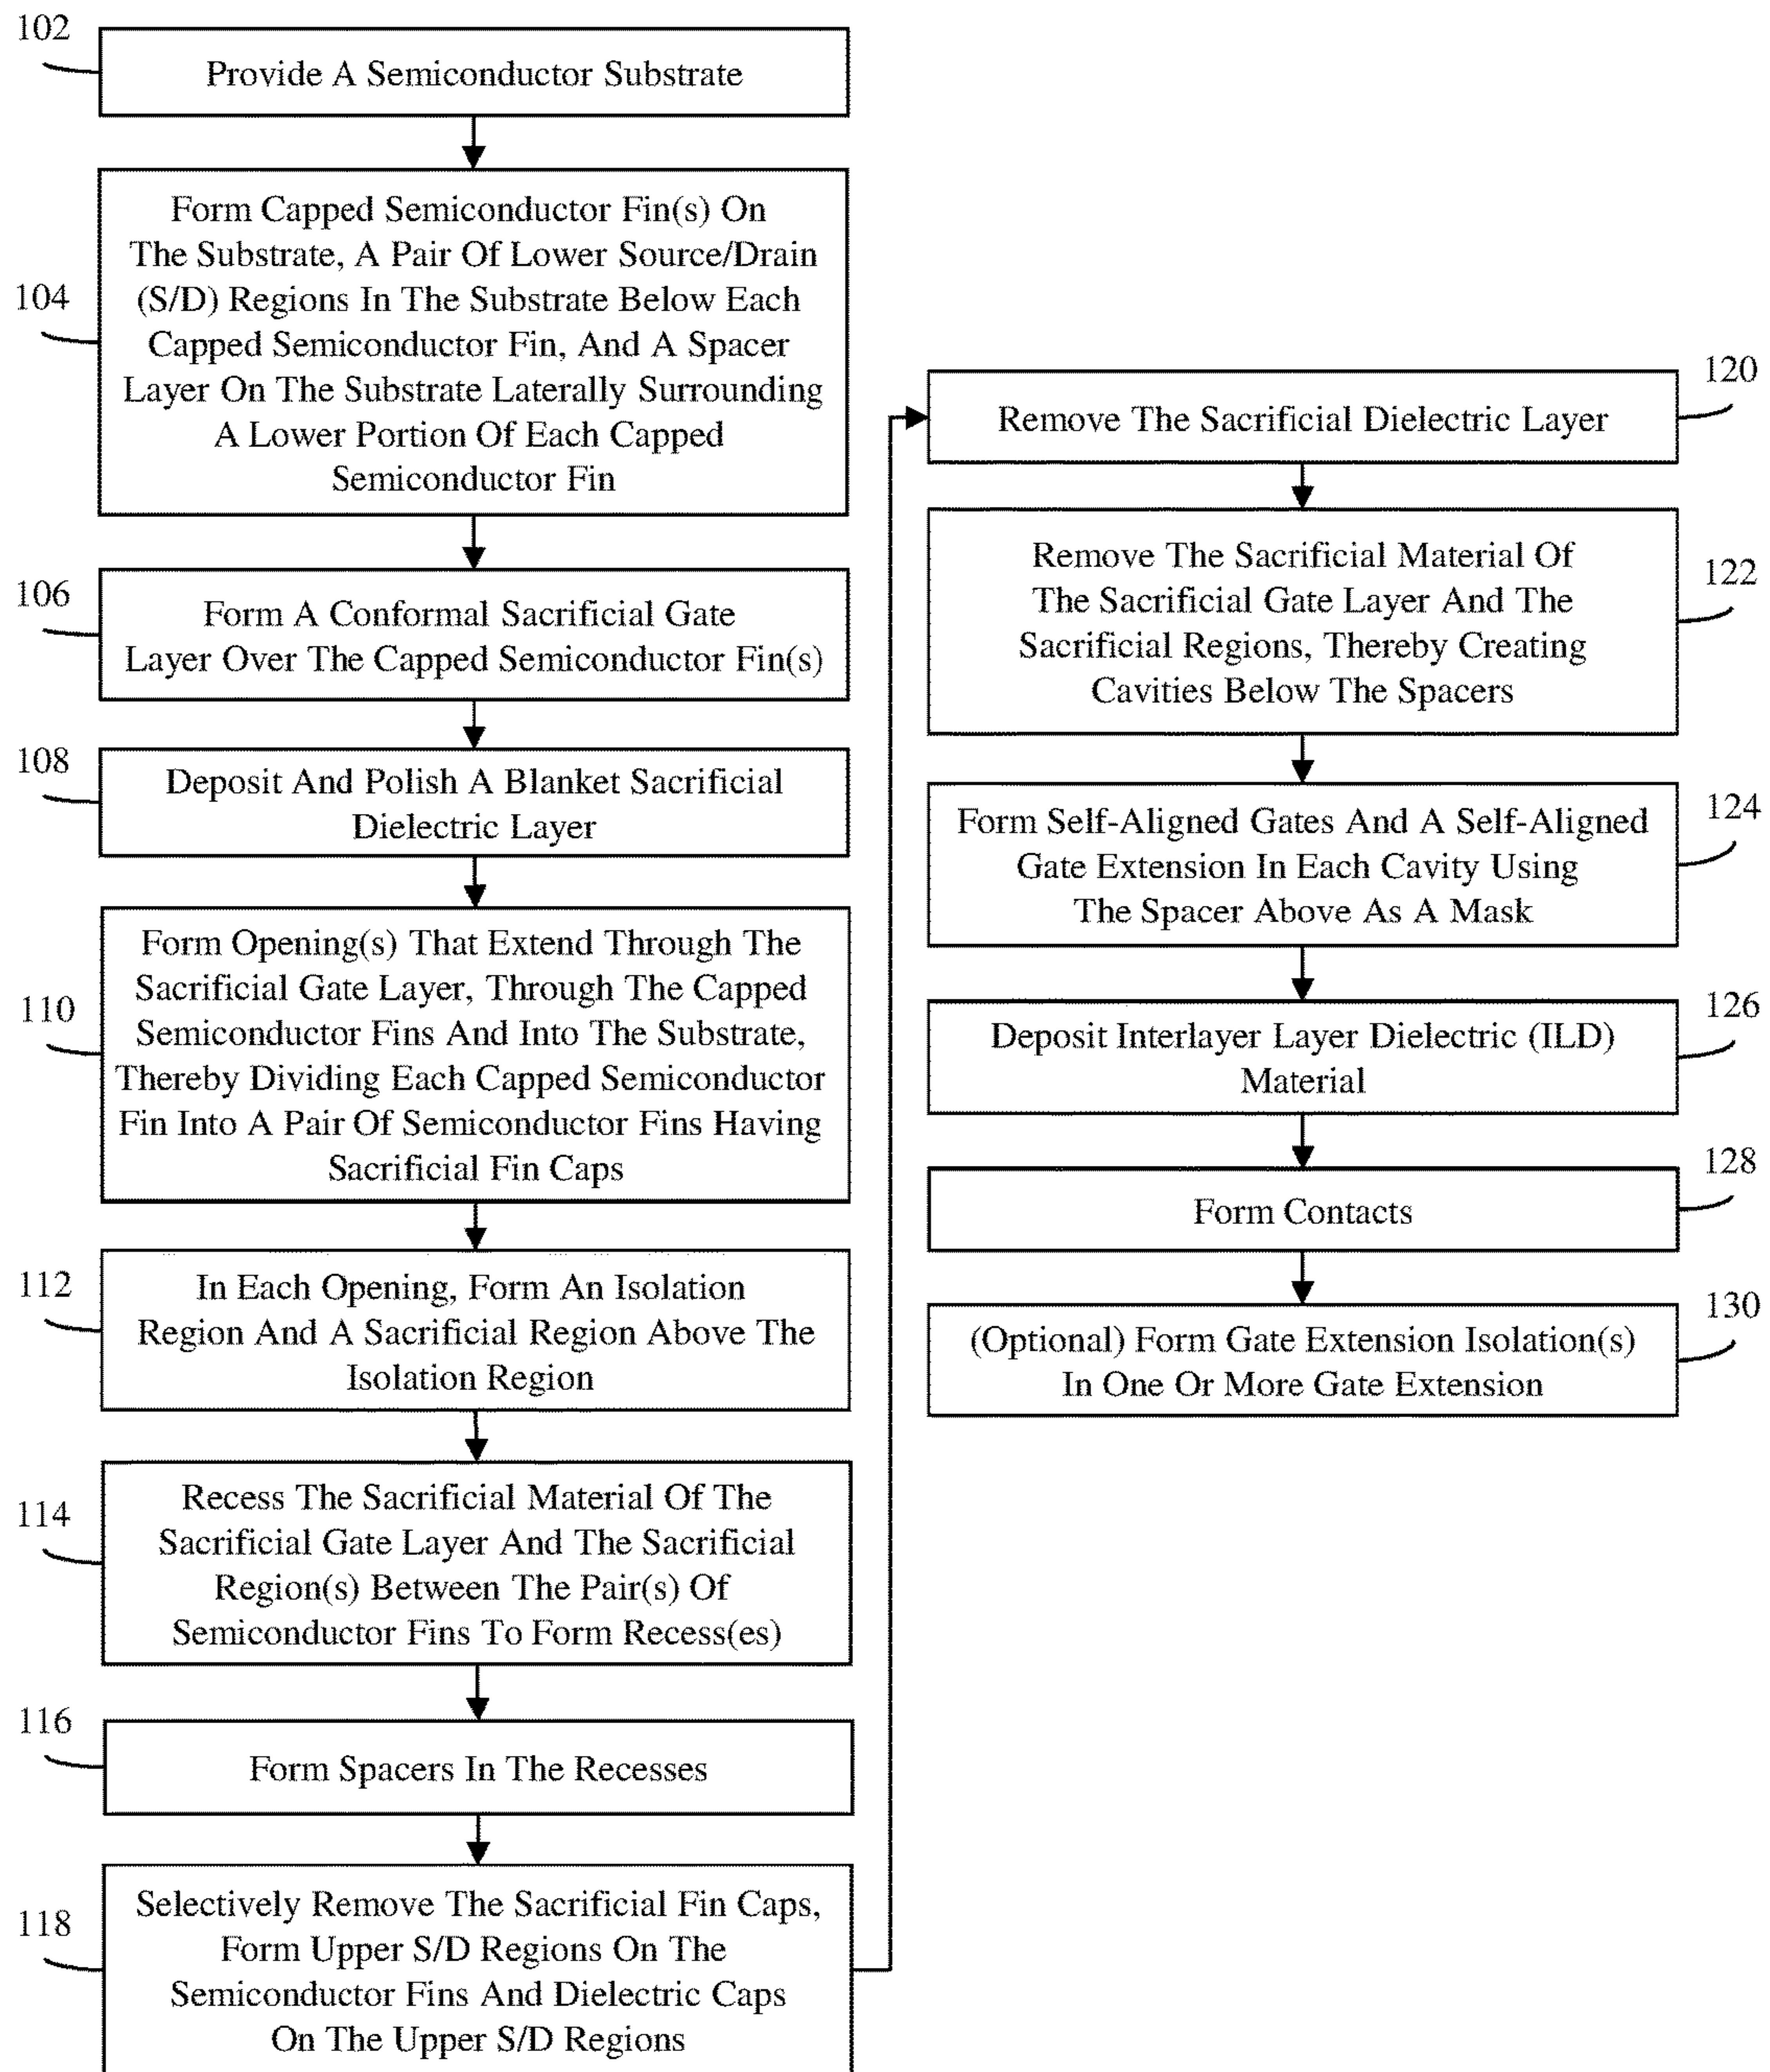 102
Provide A Semiconductor Substrate
104
Form Capped Semiconductor Fin(s) On
The Substrate, A Pair Of Lower Source/Drain
(S/D) Regions In The Substrate Below Each
Capped Semiconductor Fin, And A Spacer
Layer On The Substrate Laterally Surrounding
A Lower Portion Of Each Capped
Semiconductor Fin
106
Form A Conformal Sacrificial Gate
Layer Over The Capped Semiconductor Fin(s)
108
Deposit And Polish A Blanket Sacrificial
Dielectric Layer
110
Form Opening(s) That Extend Through The
Sacrificial Gate Layer, Through The Capped
Semiconductor Fins And Into The Substrate,
Thereby Dividing Each Capped Semiconductor
Fin Into A Pair Of Semiconductor Fins Having
Sacrificial Fin Caps
112
In Each Opening, Form An Isolation
Region And A Sacrificial Region Above The
Isolation Region
114
Recess The Sacrificial Material Of The
Sacrificial Gate Layer And The Sacrificial
Region(s) Between The Pair(s) Of
Semiconductor Fins To Form Recess(es)
116
Form Spacers In The Recesses
118
Selectively Remove The Sacrificial Fin Caps,
Form Upper S/D Regions On The
Semiconductor Fins And Dielectric Caps
On The Upper S/D Regions
120
Remove The Sacrificial Dielectric Layer
122
Remove The Sacrificial Material Of
The Sacrificial Gate Layer And The
Sacrificial Regions, Thereby Creating
Cavities Below The Spacers
124
Form Self-Aligned Gates And A Self-Aligned
Gate Extension In Each Cavity Using
The Spacer Above As A Mask
126
Deposit Interlayer Layer Dielectric (ILD)
Material
128
Form Contacts
130
(Optional) Form Gate Extension Isolation(s)
In One Or More Gate Extension